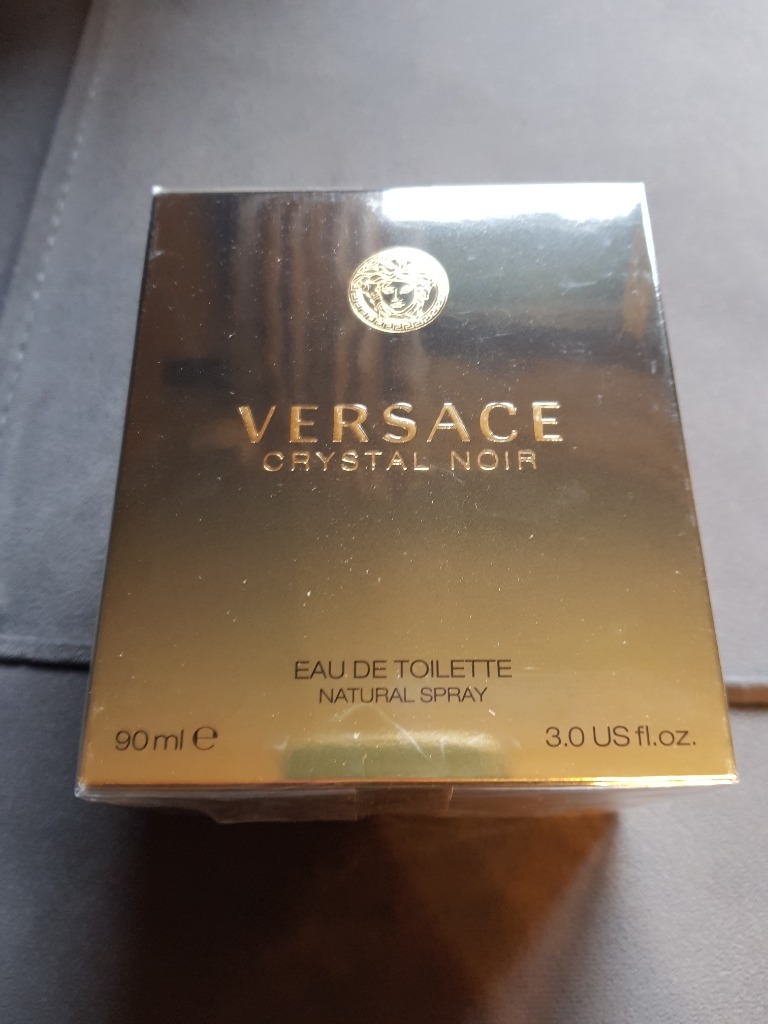 VERSACE
CRYSTAL NOIR
EAU DE TOILETTE
NATURAL SPRAY
90 ml ℮ 3.0 US fl.oz.